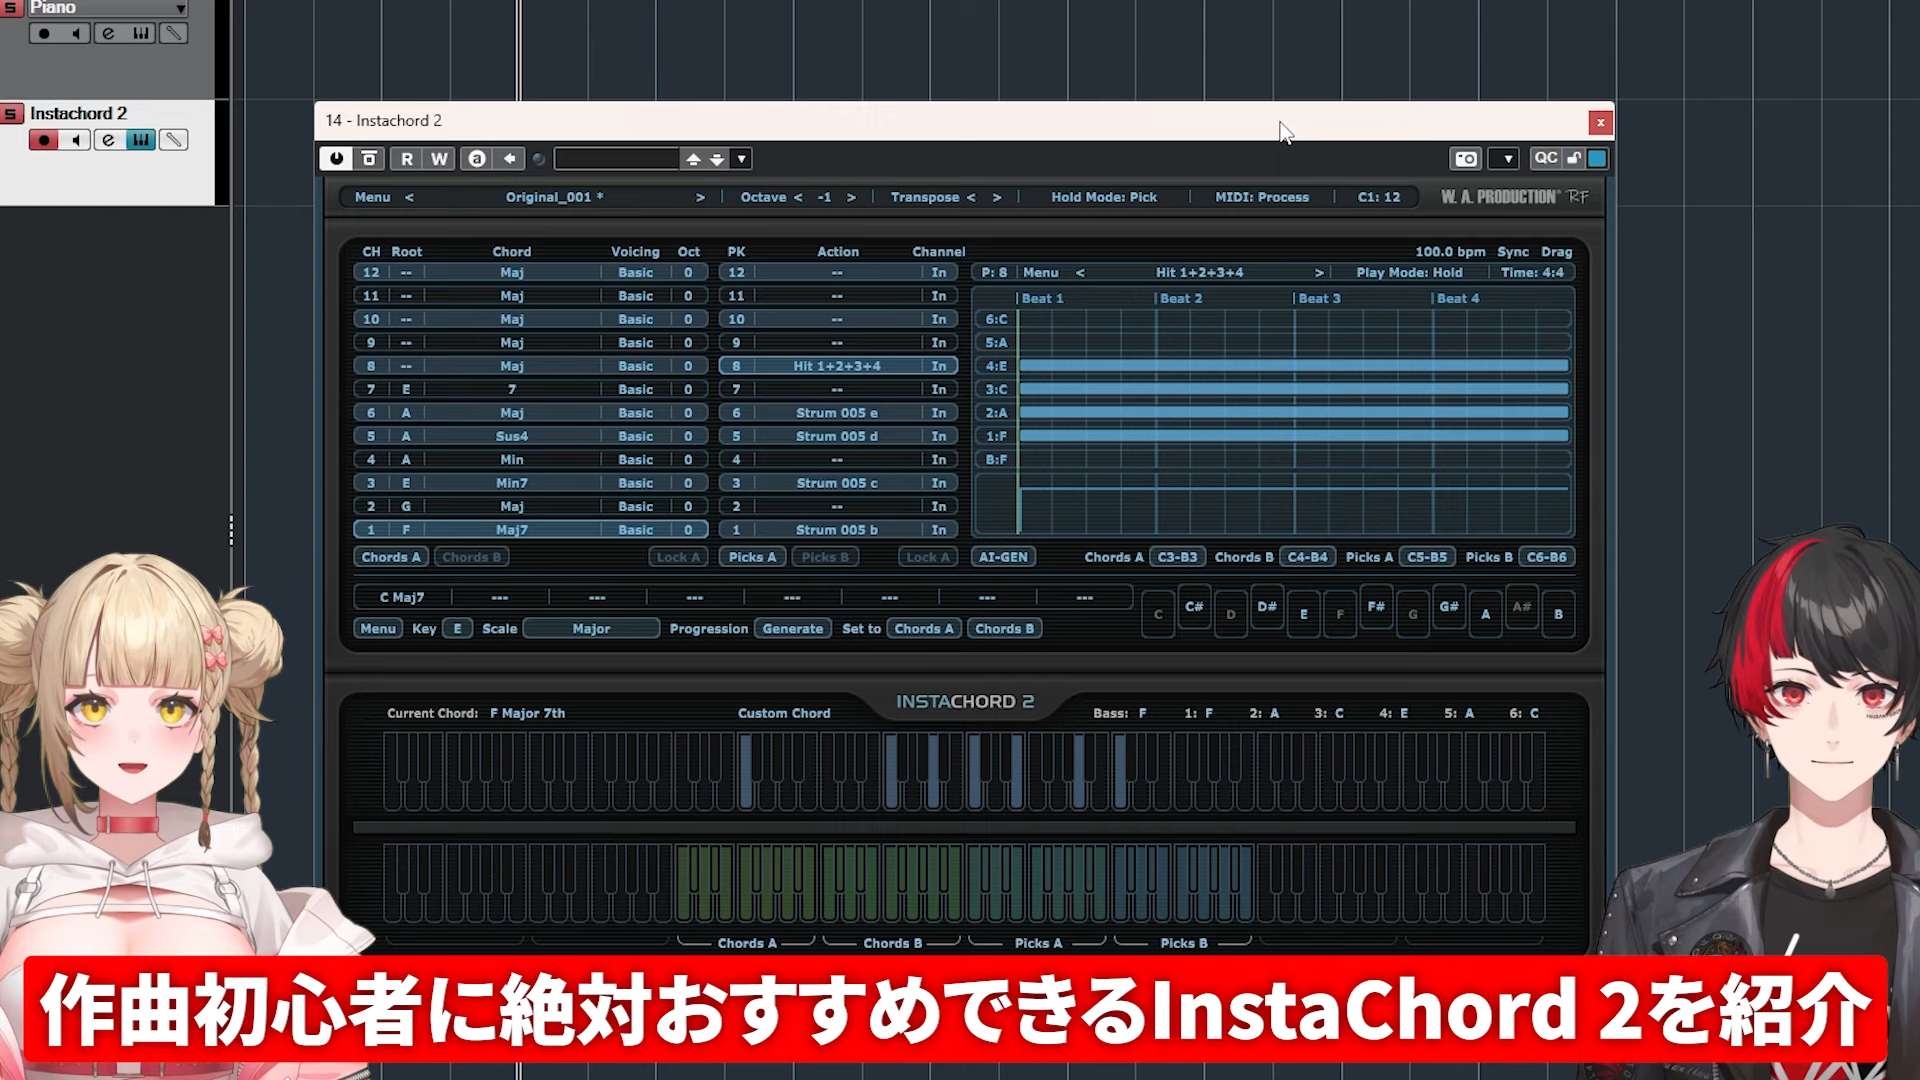 S Piano
e
S Instachord 2
e
14 - Instachord 2 x
R W a QC
Menu < Original_001 * > Octave < -1 > Transpose < > Hold Mode: Pick MIDI: Process C1: 12 W. A. PRODUCTION RF
CH Root Chord Voicing Oct PK Action Channel 100.0 bpm Sync Drag
12 -- Maj Basic 0 12 -- In P: 8 Menu < Hit 1+2+3+4 > Play Mode: Hold Time: 4:4
11 -- Maj Basic 0 11 -- In Beat 1 Beat 2 Beat 3 Beat 4
10 -- Maj Basic 0 10 -- In 6:C
9 -- Maj Basic 0 9 -- In 5:A
8 -- Maj Basic 0 8 Hit 1+2+3+4 In 4:E
7 E 7 Basic 0 7 -- In 3:C
6 A Maj Basic 0 6 Strum 005 e In 2:A
5 A Sus4 Basic 0 5 Strum 005 d In 1:F
4 A Min Basic 0 4 -- In B:F
3 E Min7 Basic 0 3 Strum 005 c In
2 G Maj Basic 0 2 -- In
1 F Maj7 Basic 0 1 Strum 005 b In
Chords A Chords B Lock A Picks A Picks B Lock A AI-GEN Chords A C3-B3 Chords B C4-B4 Picks A C5-B5 Picks B C6-B6
C Maj7 --- --- --- --- --- --- --- C C# D D# E F F# G G# A A# B
Menu Key E Scale Major Progression Generate Set to Chords A Chords B
INSTACHORD 2
Current Chord: F Major 7th Custom Chord Bass: F 1: F 2: A 3: C 4: E 5: A 6: C
Chords A Chords B Picks A Picks B
作曲初心者に絶対おすすめできるInstaChord 2を紹介